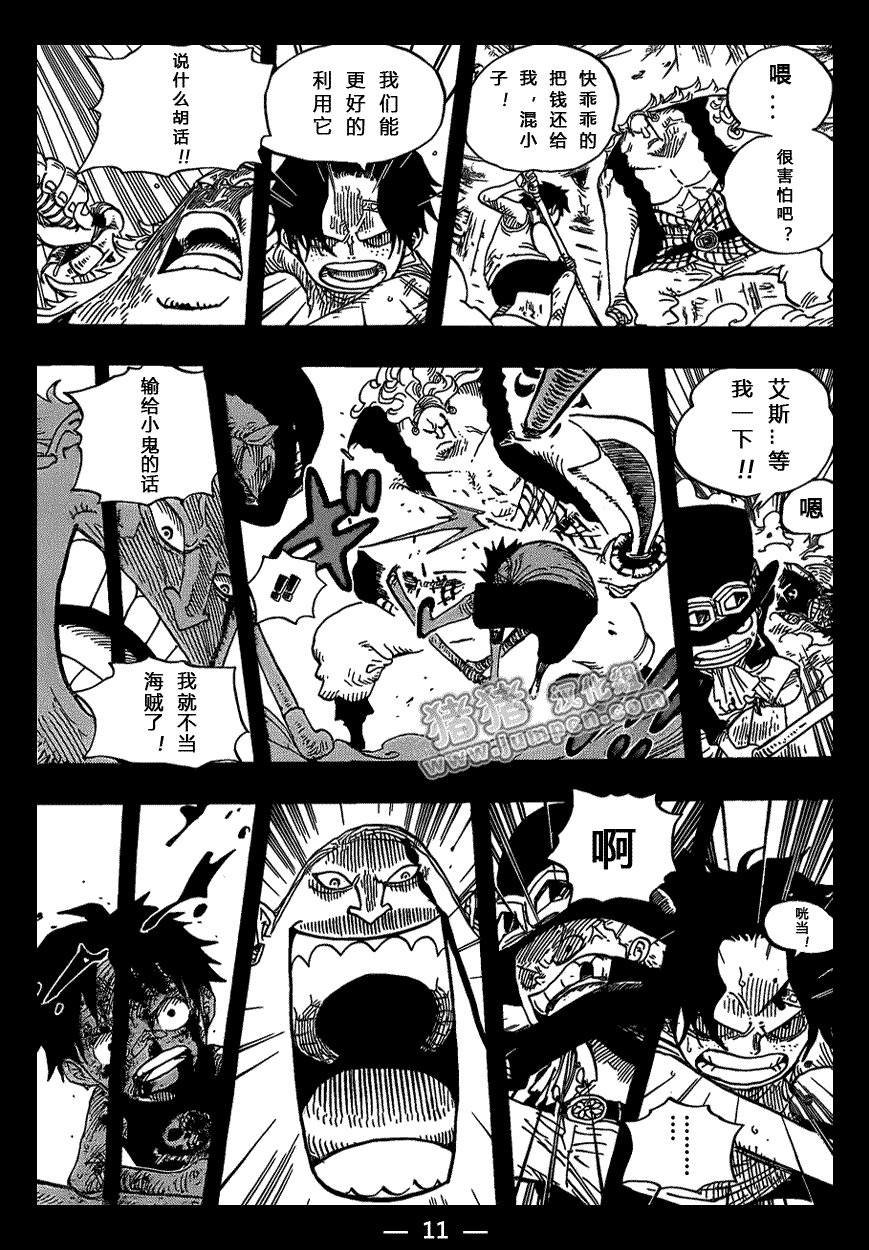 喂…
很害怕吧？
快乖乖的
把钱还给
我，混小
子！
我们能
更好的
利用它
说什么胡话!!
艾斯…等
我一下!!
嗯
!!!
ギ
输给小鬼的话
我就不当
海贼了！
猪猪汉化组
www.jumpcn.com
咣当！
啊
……
— 11 —